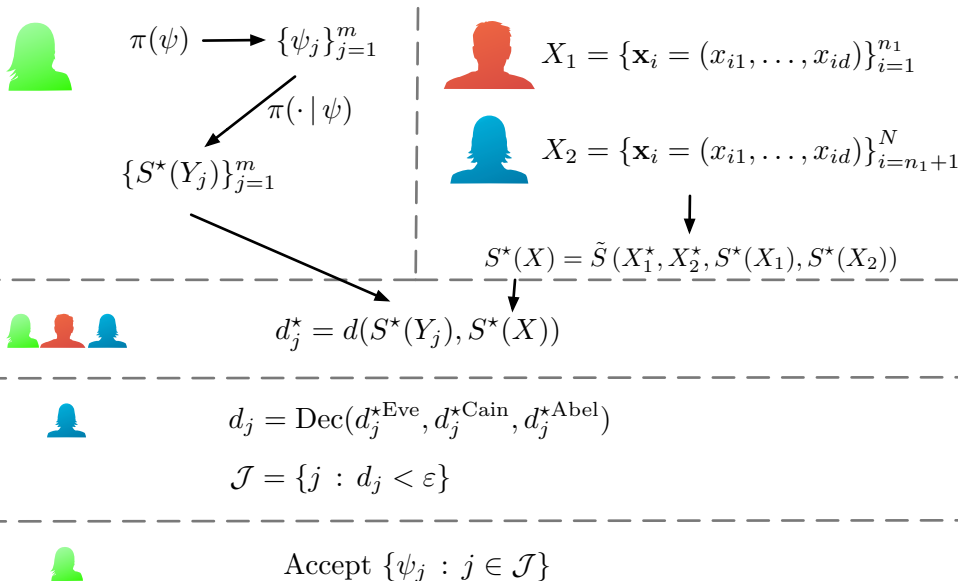 π(ψ) → {ψ_j}_{j=1}^{m}
π(· | ψ)
{S^⋆(Y_j)}_{j=1}^{m}
X_1 = {𝐱_i = (x_{i1}, . . . , x_{id})}_{i=1}^{n_1}
X_2 = {𝐱_i = (x_{i1}, . . . , x_{id})}_{i=n_1+1}^{N}
S^⋆(X) = S̃ (X_1^⋆, X_2^⋆, S^⋆(X_1), S^⋆(X_2))
d_j^⋆ = d(S^⋆(Y_j), S^⋆(X))
d_j = Dec(d_j^{⋆Eve}, d_j^{⋆Cain}, d_j^{⋆Abel})
𝒥 = {j : d_j < ε}
Accept {ψ_j : j ∈ 𝒥}